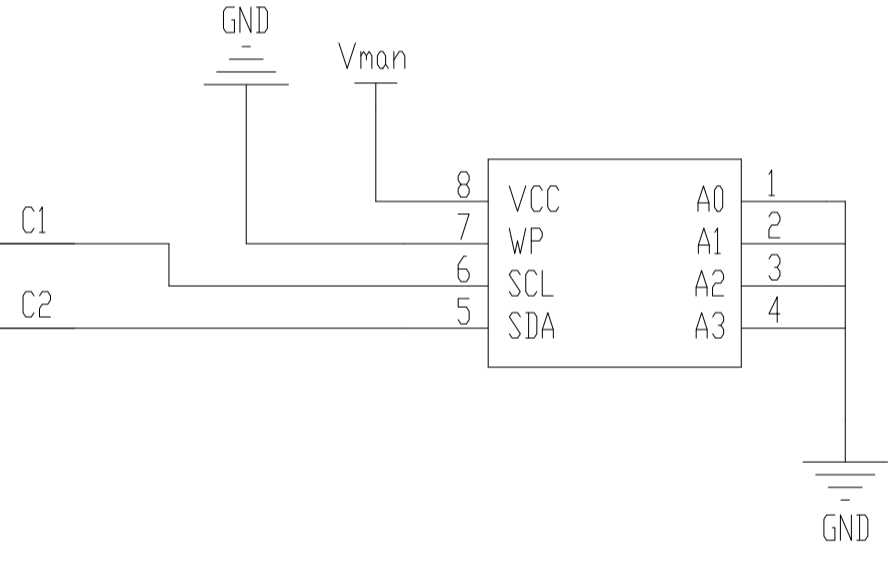 GND
Vman
C1
C2
8 VCC A0 1
7 WP A1 2
6 SCL A2 3
5 SDA A3 4
GND